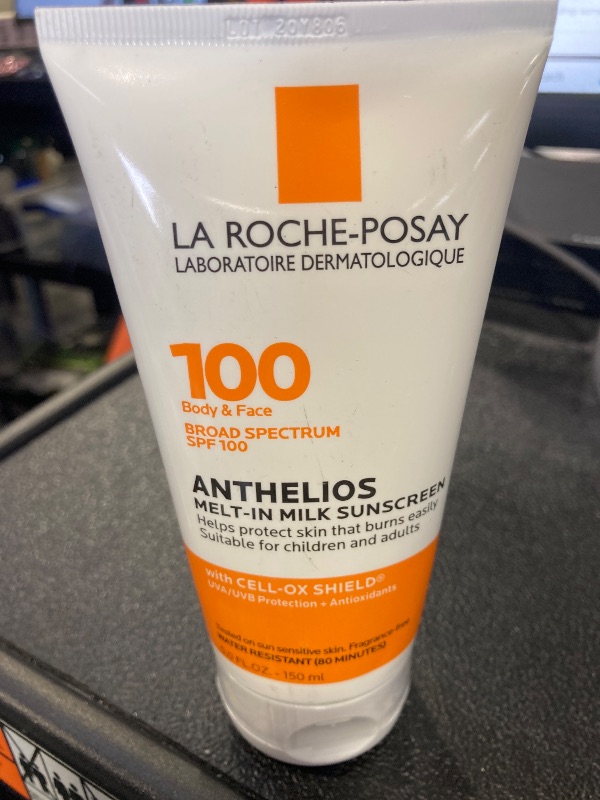 LOT 20Y806
LA ROCHE-POSAY
LABORATOIRE DERMATOLOGIQUE
100
Body & Face
BROAD SPECTRUM
SPF 100
ANTHELIOS
MELT-IN MILK SUNSCREEN
Helps protect skin that burns easily
Suitable for children and adults
with CELL-OX SHIELD®
UVA/UVB Protection + Antioxidants
Tested on sun sensitive skin. Fragrance-free
WATER RESISTANT (80 MINUTES)
FL. OZ. - 150 ml